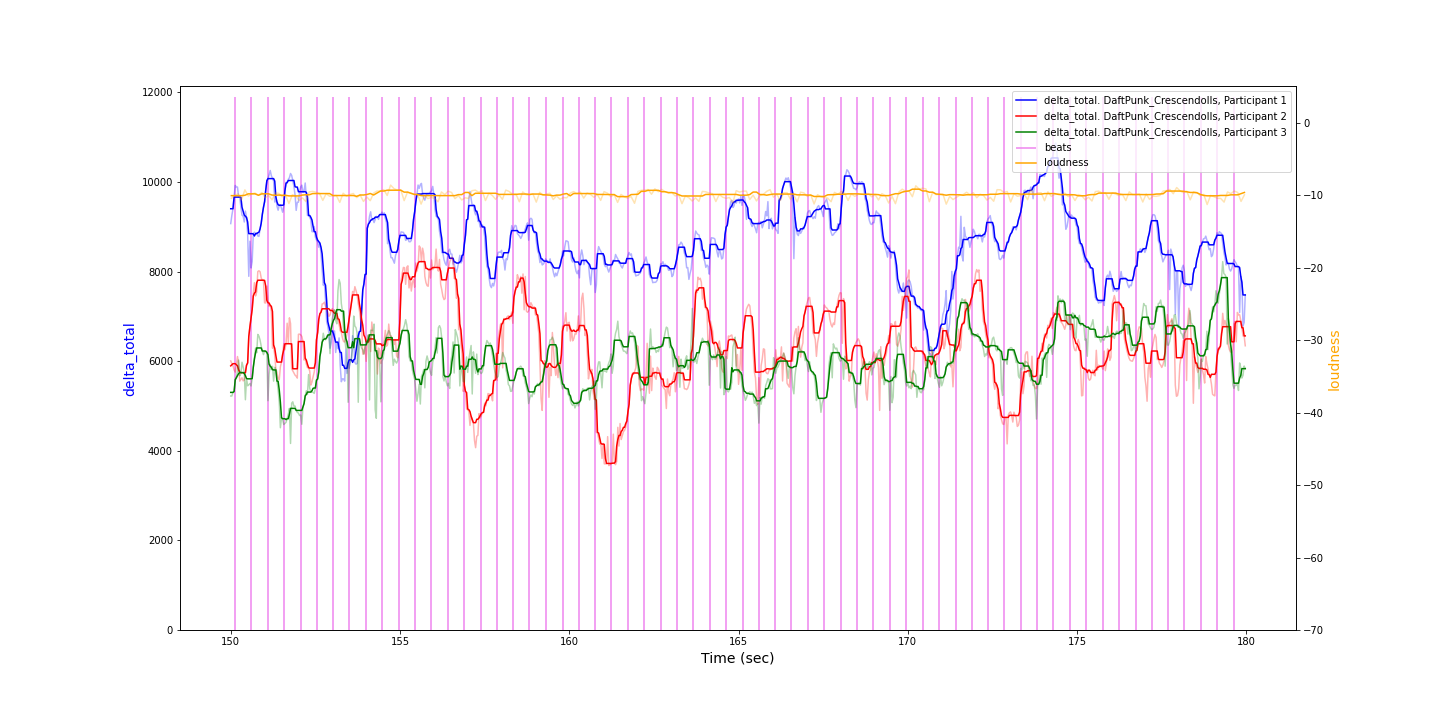 12000
10000
8000
6000
4000
2000
0
delta_total
delta_total. DaftPunk_Crescendolls, Participant 1
delta_total. DaftPunk_Crescendolls, Participant 2
delta_total. DaftPunk_Crescendolls, Participant 3
beats
loudness
0
−10
−20
−30
−40
−50
−60
−70
loudness
150 155 160 165 170 175 180
Time (sec)